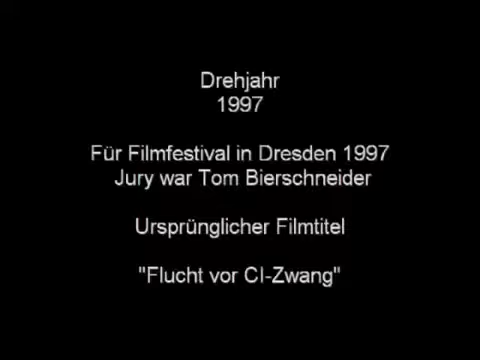 Drehjahr
1997
Für Filmfestival in Dresden 1997
Jury war Tom Bierschneider
Ursprünglicher Filmtitel
"Flucht vor CI-Zwang"